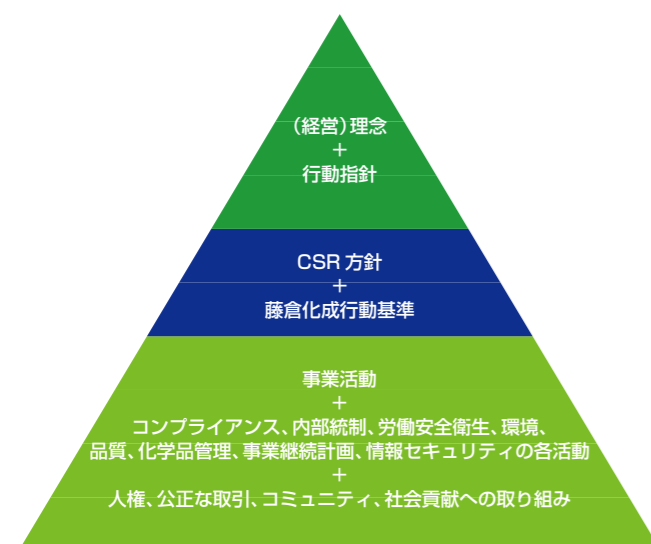 （経営）理念
＋
行動指針
CSR 方針
＋
藤倉化成行動基準
事業活動
＋
コンプライアンス、内部統制、労働安全衛生、環境、
品質、化学品管理、事業継続計画、情報セキュリティの各活動
＋
人権、公正な取引、コミュニティ、社会貢献への取り組み